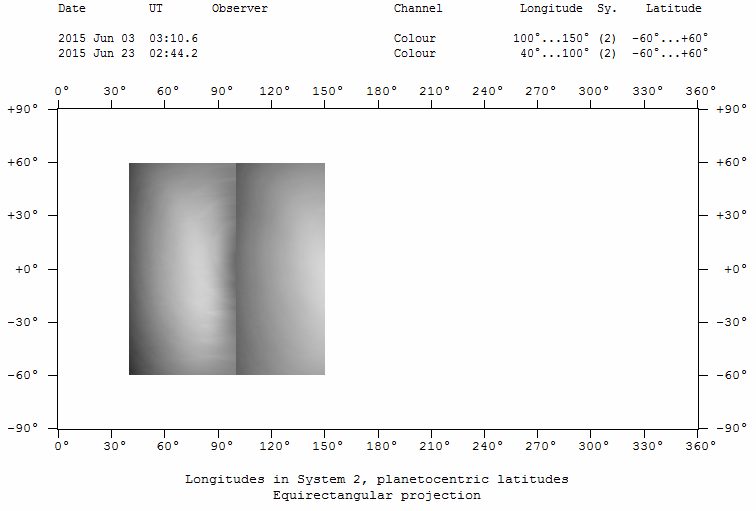 Date UT Observer Channel Longitude Sy. Latitude
2015 Jun 03 03:10.6 Colour 100°...150° (2) -60°...+60°
2015 Jun 23 02:44.2 Colour 40°...100° (2) -60°...+60°
0° 30° 60° 90° 120° 150° 180° 210° 240° 270° 300° 330° 360°
+90° +90°
+60° +60°
+30° +30°
+0° +0°
-30° -30°
-60° -60°
-90° -90°
0° 30° 60° 90° 120° 150° 180° 210° 240° 270° 300° 330° 360°
Longitudes in System 2, planetocentric latitudes
Equirectangular projection